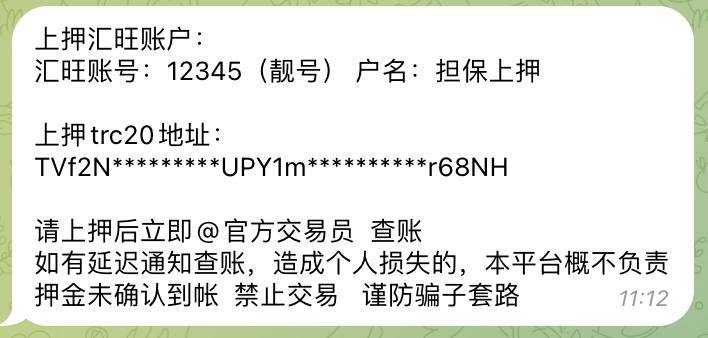 上押汇旺账户：
汇旺账号：12345（靓号） 户名：担保上押
上押trc20地址：
TVf2N*********UPY1m**********r68NH
请上押后立即@官方交易员  查账
如有延迟通知查账，造成个人损失的，本平台概不负责
押金未确认到帐  禁止交易   谨防骗子套路
11:12